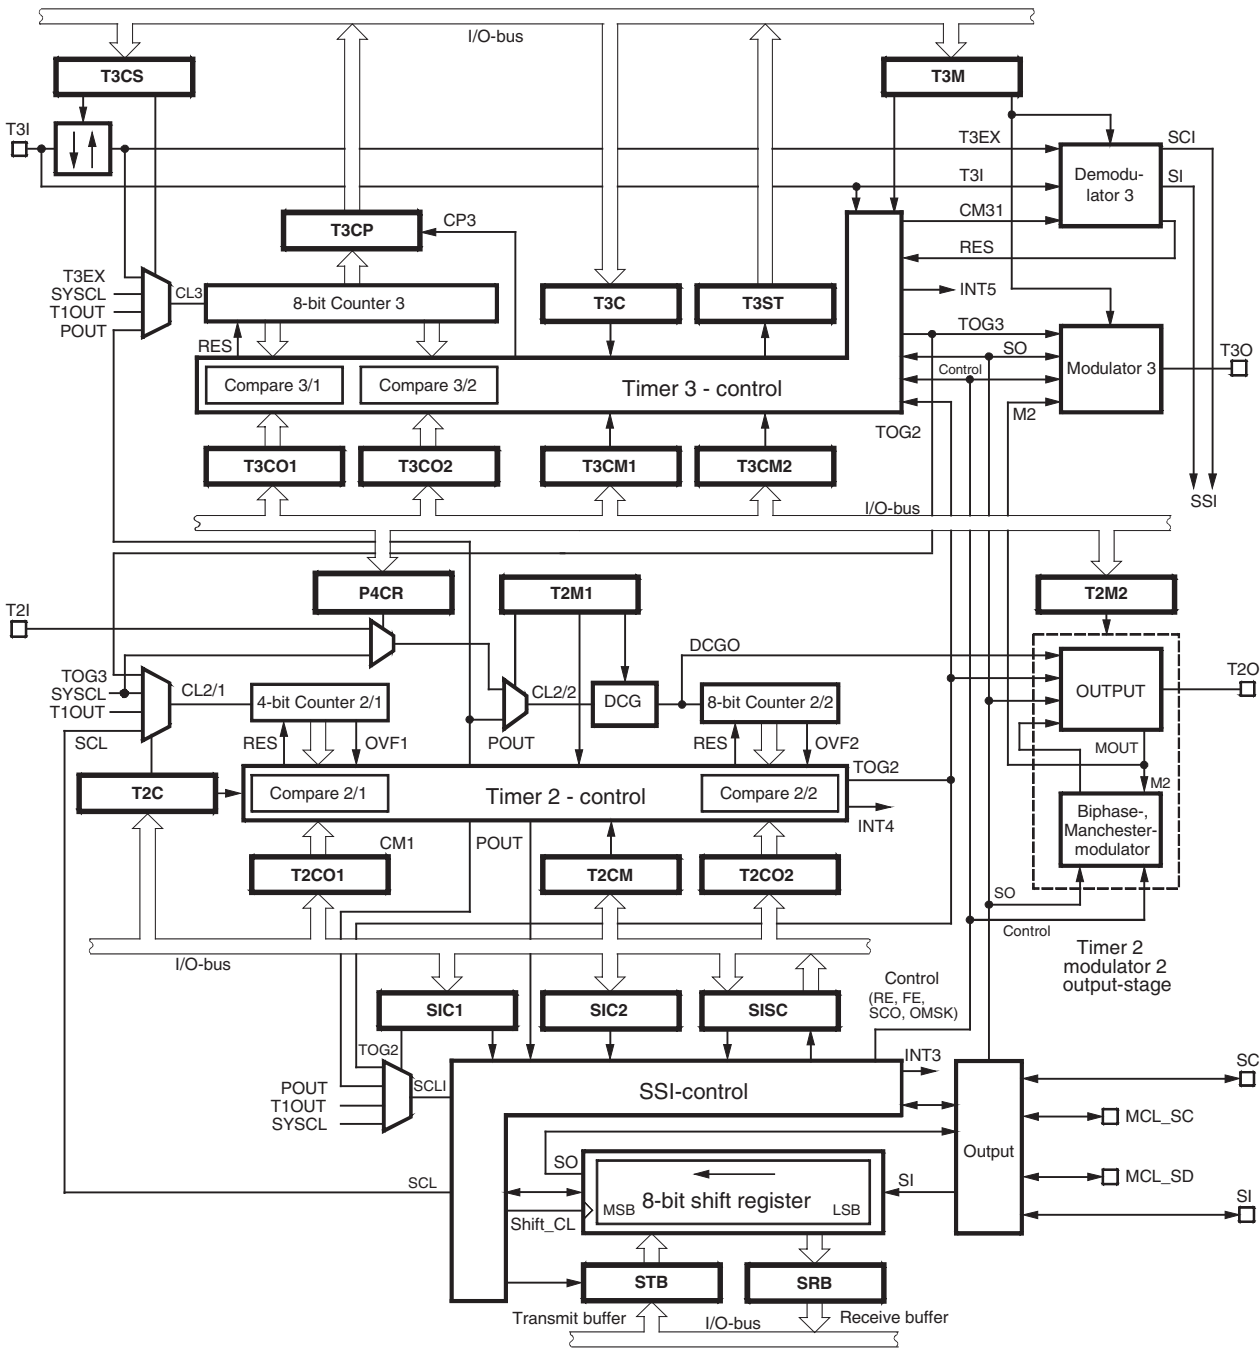 I/O-bus
T3CS
T3M
T3I
T3EX
SCI
Demodu-
lator 3
T3I
SI
T3CP
CP3
CM31
RES
T3EX
SYSCL
T1OUT
POUT
CL3
8-bit Counter 3
T3C
T3ST
INT5
RES
TOG3
SO
Control
M2
Modulator 3
T3O
Compare 3/1
Compare 3/2
Timer 3 - control
TOG2
T3CO1
T3CO2
T3CM1
T3CM2
SSI
I/O-bus
P4CR
T2M1
T2M2
T2I
DCGO
TOG3
SYSCL
T1OUT
SCL
CL2/1
4-bit Counter 2/1
CL2/2
DCG
8-bit Counter 2/2
OUTPUT
T2O
POUT
RES
OVF1
RES
OVF2
MOUT
T2C
Compare 2/1
Timer 2 - control
Compare 2/2
TOG2
INT4
M2
Biphase-,
Manchester-
modulator
CM1
POUT
T2CO1
T2CM
T2CO2
SO
Control
Timer 2
modulator 2
output-stage
I/O-bus
SIC1
SIC2
SISC
Control
(RE, FE,
SCO, OMSK)
TOG2
POUT
T1OUT
SYSCL
SCLI
SSI-control
INT3
SC
MCL_SC
Output
MCL_SD
SI
SCL
SO
8-bit shift register
MSB
LSB
SI
Shift_CL
STB
SRB
Transmit buffer
I/O-bus
Receive buffer